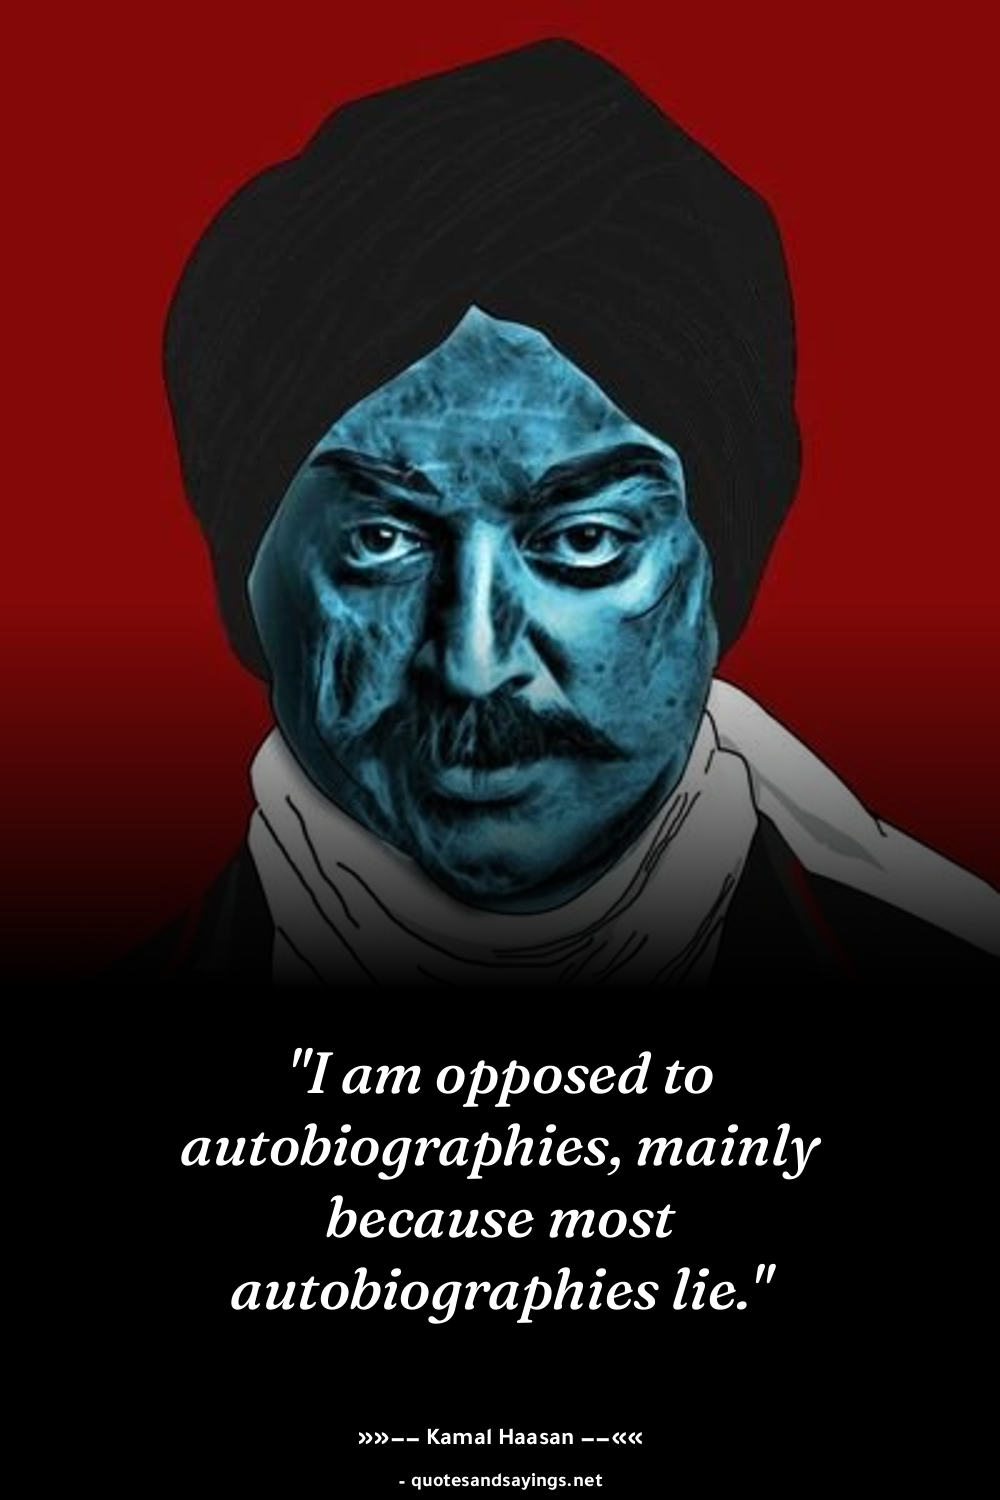 "I am opposed to
autobiographies, mainly
because most
autobiographies lie."
»»−− Kamal Haasan −−««
- quotesandsayings.net